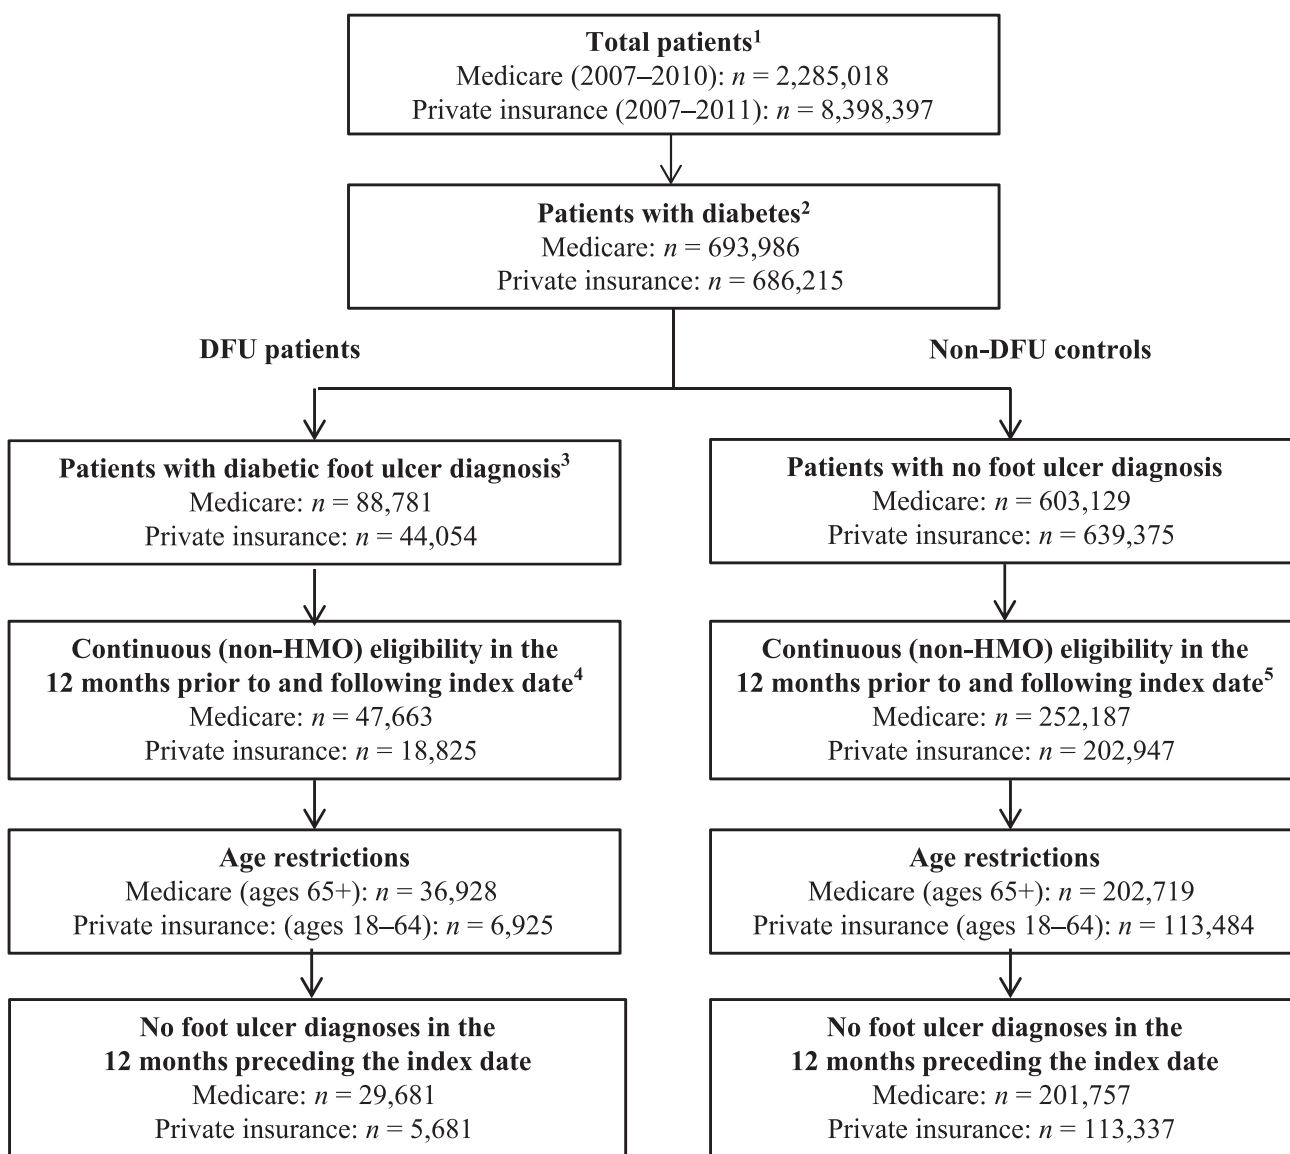 Total patients¹
Medicare (2007–2010): n = 2,285,018
Private insurance (2007–2011): n = 8,398,397
Patients with diabetes²
Medicare: n = 693,986
Private insurance: n = 686,215
DFU patients
Non-DFU controls
Patients with diabetic foot ulcer diagnosis³
Medicare: n = 88,781
Private insurance: n = 44,054
Patients with no foot ulcer diagnosis
Medicare: n = 603,129
Private insurance: n = 639,375
Continuous (non-HMO) eligibility in the
12 months prior to and following index date⁴
Medicare: n = 47,663
Private insurance: n = 18,825
Continuous (non-HMO) eligibility in the
12 months prior to and following index date⁵
Medicare: n = 252,187
Private insurance: n = 202,947
Age restrictions
Medicare (ages 65+): n = 36,928
Private insurance: (ages 18–64): n = 6,925
Age restrictions
Medicare (ages 65+): n = 202,719
Private insurance (ages 18–64): n = 113,484
No foot ulcer diagnoses in the
12 months preceding the index date
Medicare: n = 29,681
Private insurance: n = 5,681
No foot ulcer diagnoses in the
12 months preceding the index date
Medicare: n = 201,757
Private insurance: n = 113,337